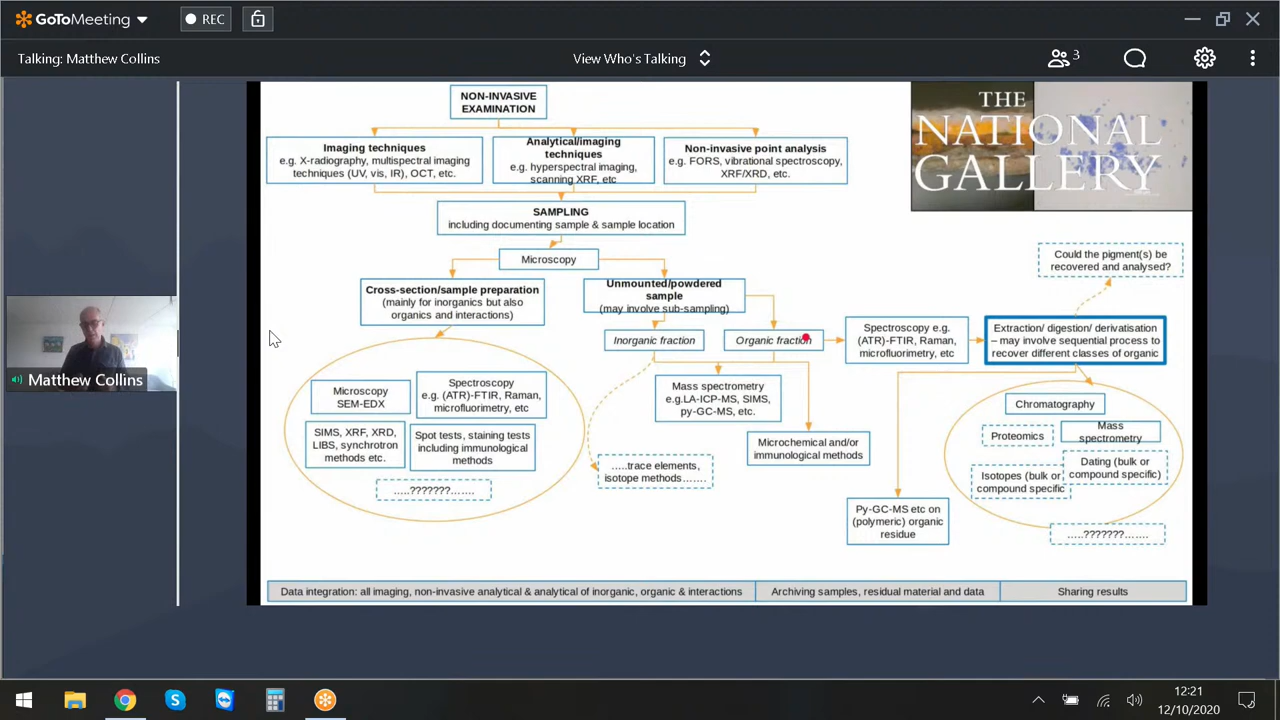 GoToMeeting
REC
Talking: Matthew Collins
View Who's Talking
3
NON-INVASIVE
EXAMINATION
Imaging techniques
e.g. X-radiography, multispectral imaging
techniques (UV, vis, IR), OCT, etc.
Analytical/imaging
techniques
e.g. hyperspectral imaging,
scanning XRF, etc
Non-invasive point analysis
e.g. FORS, vibrational spectroscopy,
XRF/XRD, etc.
THE
NATIONAL
GALLERY
SAMPLING
including documenting sample & sample location
Microscopy
Could the pigment(s) be
recovered and analysed?
Cross-section/sample preparation
(mainly for inorganics but also
organics and interactions)
Unmounted/powdered
sample
(may involve sub-sampling)
Inorganic fraction
Organic fraction
Spectroscopy e.g.
(ATR)-FTIR, Raman,
microfluorimetry, etc
Extraction/ digestion/ derivatisation
– may involve sequential process to
recover different classes of organic
Microscopy
SEM-EDX
Spectroscopy
e.g. (ATR)-FTIR, Raman,
microfluorimetry, etc
SIMS, XRF, XRD,
LIBS, synchrotron
methods etc.
Spot tests, staining tests
including immunological
methods
.....???????.......
Mass spectrometry
e.g.LA-ICP-MS, SIMS,
py-GC-MS, etc.
Microchemical and/or
immunological methods
.....trace elements,
isotope methods.......
Chromatography
Proteomics
Mass
spectrometry
Isotopes (bulk or
compound specific
Dating (bulk or
compound specific)
.....???????.......
Py-GC-MS etc on
(polymeric) organic
residue
Data integration: all imaging, non-invasive analytical & analytical of inorganic, organic & interactions
Archiving samples, residual material and data
Sharing results
Matthew Collins
12:21
12/10/2020